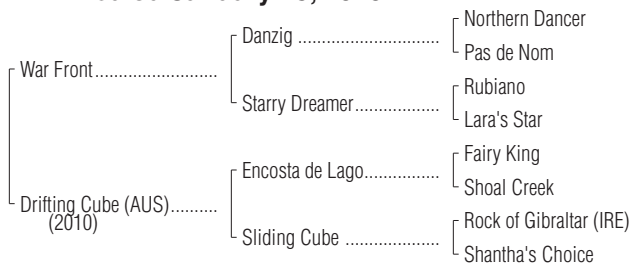 Northern Dancer
Danzig ..................................
Pas de Nom
War Front.............................
Rubiano
Starry Dreamer....................
Lara's Star
Fairy King
Encosta de Lago..................
Shoal Creek
Drifting Cube (AUS)...........
(2010)
Rock of Gibraltar (IRE)
Sliding Cube ......................
Shantha's Choice